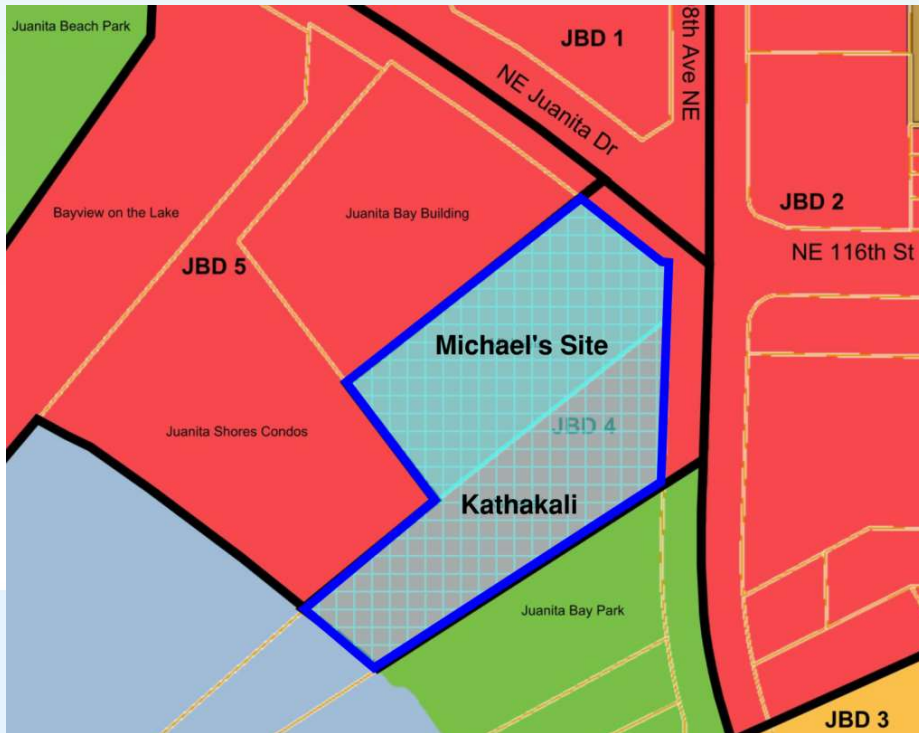 Juanita Beach Park
JBD 1
8th Ave NE
NE Juanita Dr
JBD 2
Bayview on the Lake
Juanita Bay Building
NE 116th St
JBD 5
Michael's Site
JBD 4
Juanita Shores Condos
Kathakali
Juanita Bay Park
JBD 3